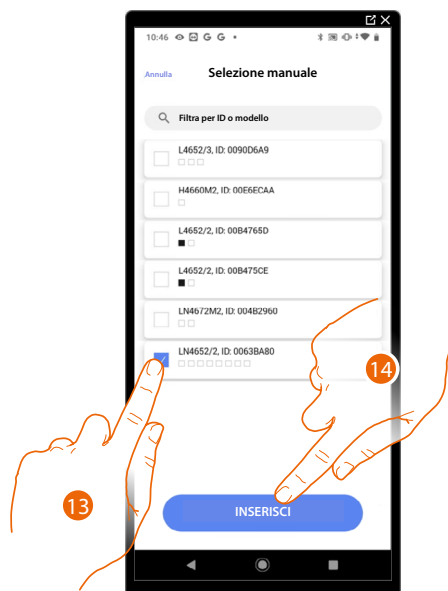 10:46 G G
Annulla Selezione manuale
Filtra per ID o modello
L4652/3, ID: 0090D6A9
H4660M2, ID: 00E6ECAA
L4652/2, ID: 00B4765D
L4652/2, ID: 00B475CE
LN4672M2, ID: 004B2960
LN4652/2, ID: 0063BA80
14
13
INSERISCI